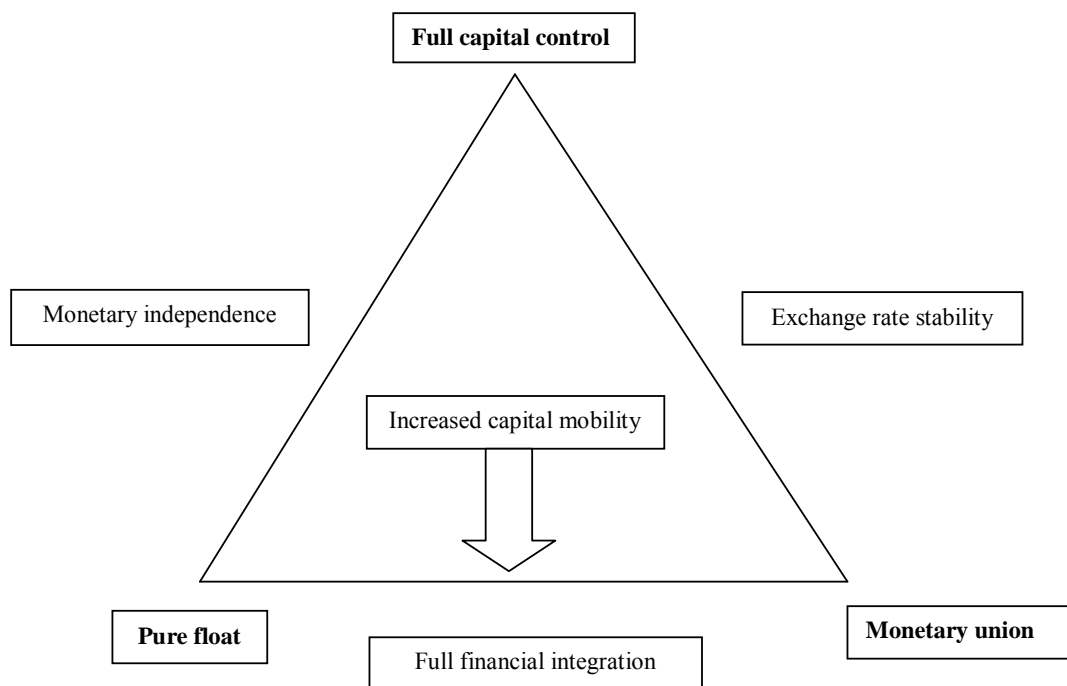 Full capital control
Monetary independence
Exchange rate stability
Increased capital mobility
Pure float
Monetary union
Full financial integration